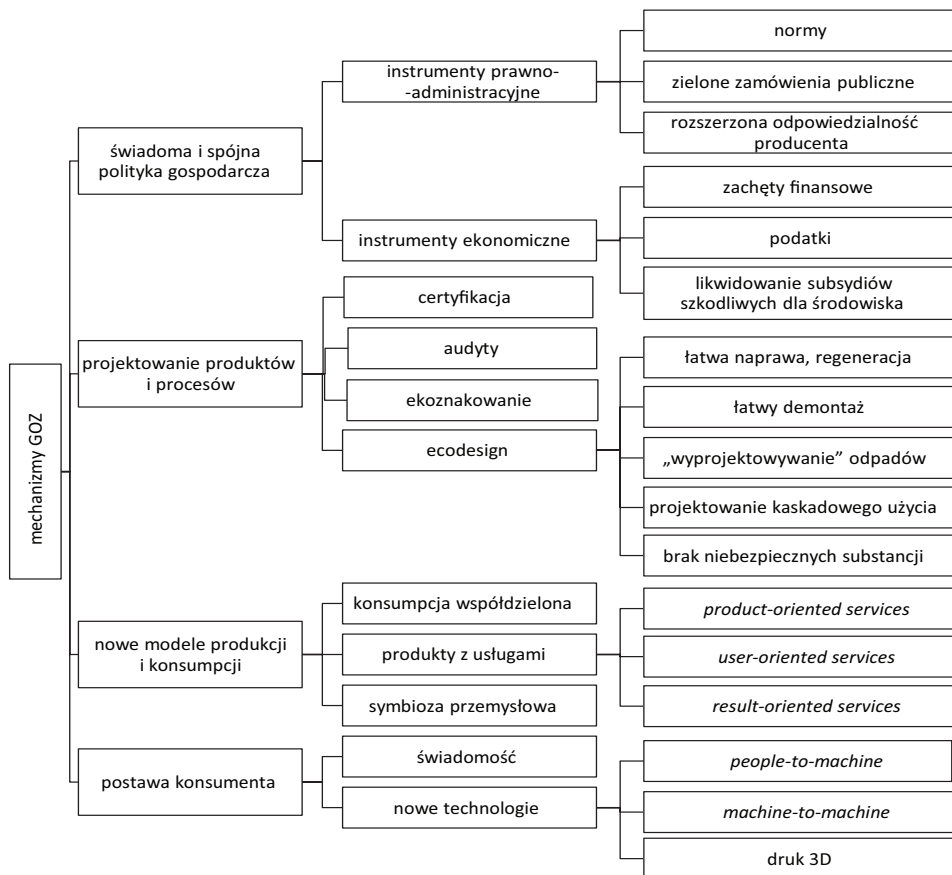 mechanizmy GOZ
świadoma i spójna
polityka gospodarcza
instrumenty prawno-
-administracyjne
normy
zielone zamówienia publiczne
rozszerzona odpowiedzialność
producenta
instrumenty ekonomiczne
zachęty finansowe
podatki
likwidowanie subsydiów
szkodliwych dla środowiska
projektowanie produktów
i procesów
certyfikacja
audyty
ekoznakowanie
ecodesign
łatwa naprawa, regeneracja
łatwy demontaż
„wyprojektowywanie” odpadów
projektowanie kaskadowego użycia
brak niebezpiecznych substancji
nowe modele produkcji
i konsumpcji
konsumpcja współdzielona
produkty z usługami
product-oriented services
user-oriented services
result-oriented services
symbioza przemysłowa
postawa konsumenta
świadomość
nowe technologie
people-to-machine
machine-to-machine
druk 3D